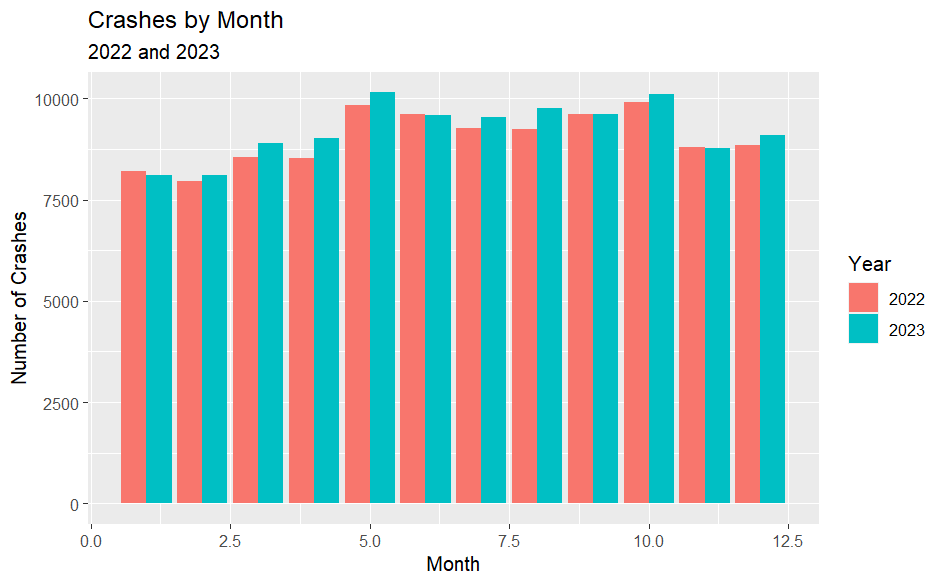 Crashes by Month
2022 and 2023
10000
7500
5000
2500
0
Number of Crashes
0.0 2.5 5.0 7.5 10.0 12.5
Month
Year
2022
2023